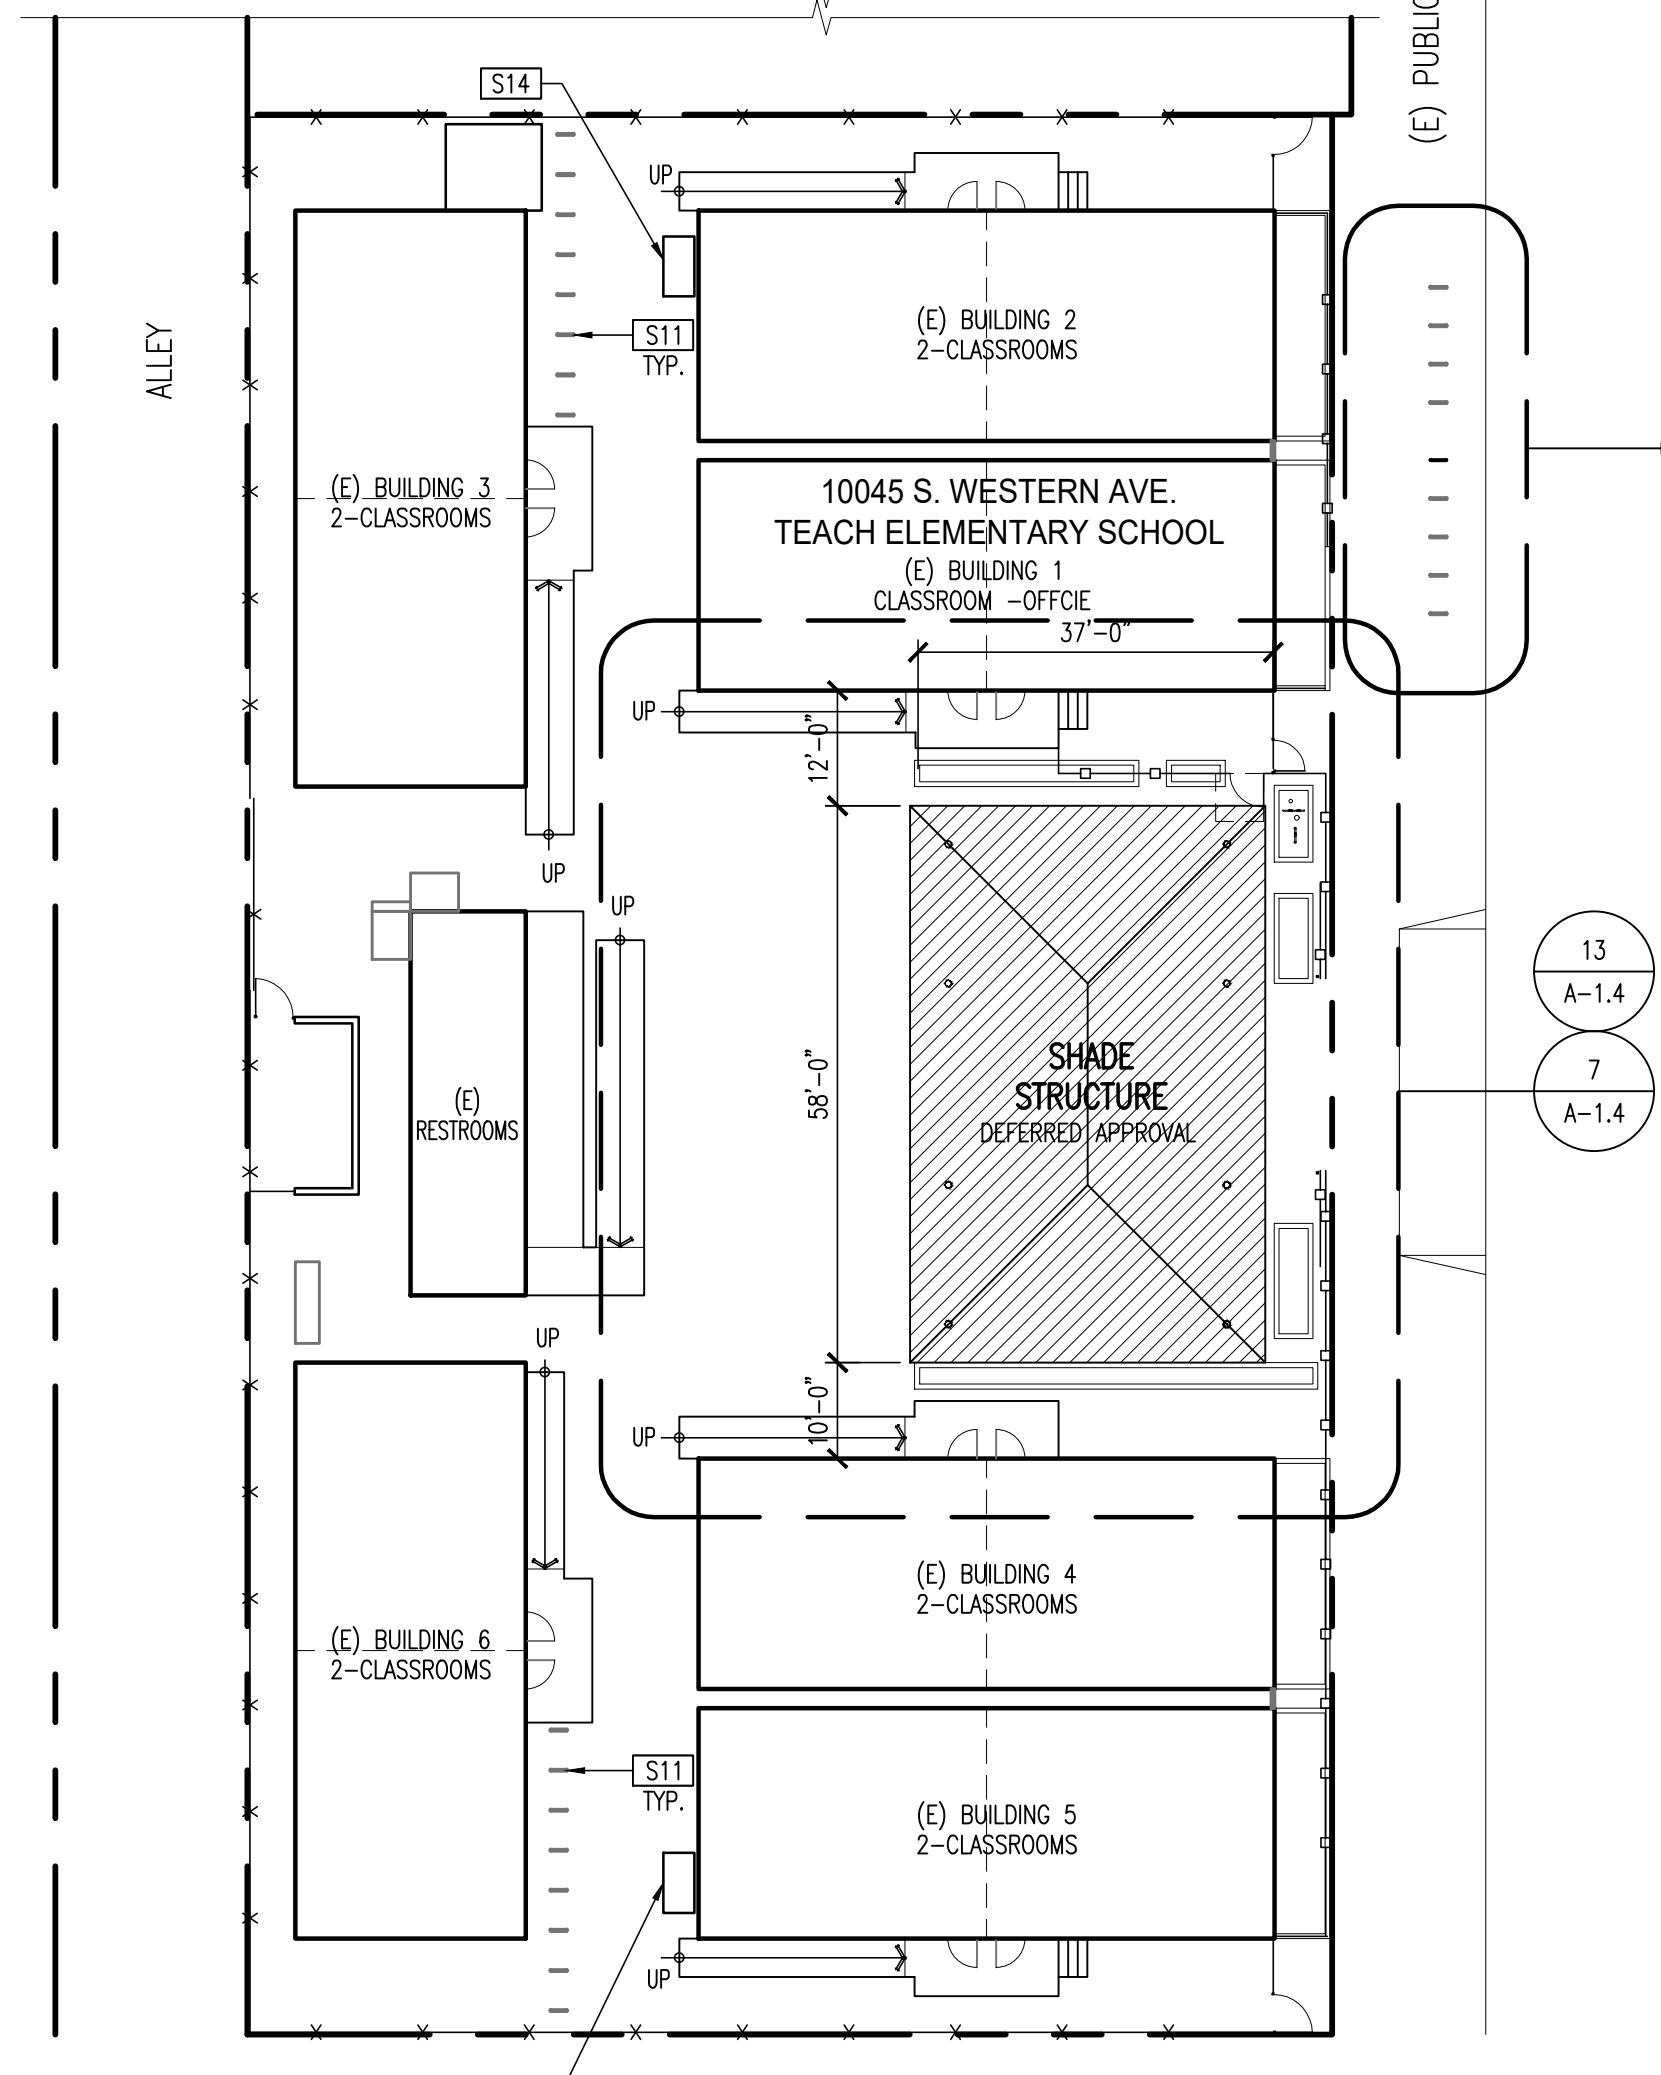 (E) PUBLIC
S14
UP
ALLEY
(E) BUILDING 2
2-CLASSROOMS
S11
TYP.
(E) BUILDING 3
2-CLASSROOMS
10045 S. WESTERN AVE.
TEACH ELEMENTARY SCHOOL
(E) BUILDING 1
CLASSROOM -OFFCIE
37'-0"
UP
12'-0"
UP
UP
13
A-1.4
SHADE
STRUCTURE
DEFERRED APPROVAL
58'-0"
7
A-1.4
(E)
RESTROOMS
UP
10'-0"
UP
(E) BUILDING 4
2-CLASSROOMS
(E) BUILDING 6
2-CLASSROOMS
S11
TYP.
(E) BUILDING 5
2-CLASSROOMS
UP